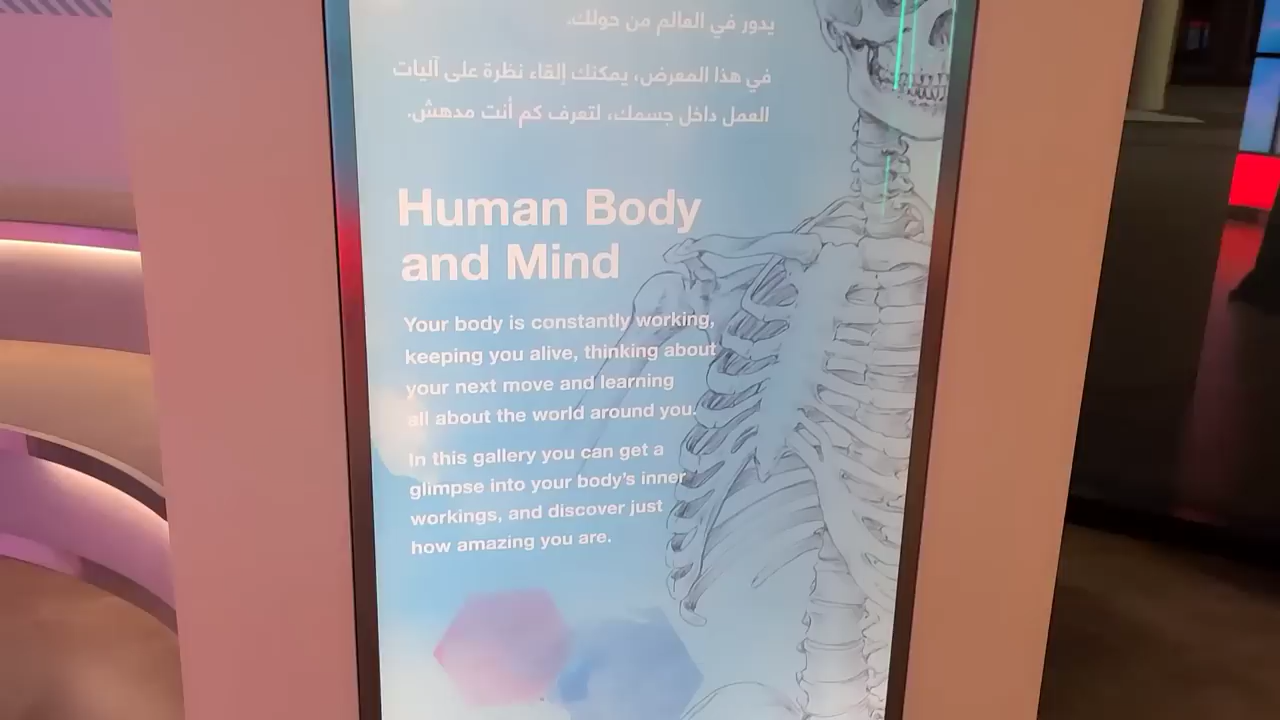 يدور في العالم من حولك.
في هذا المعرض، يمكنك إلقاء نظرة على آليات
العمل داخل جسمك، لتعرف كم أنت مدهش.
Human Body
and Mind
Your body is constantly working,
keeping you alive, thinking about
your next move and learning
all about the world around you.
In this gallery you can get a
glimpse into your body's inner
workings, and discover just
how amazing you are.